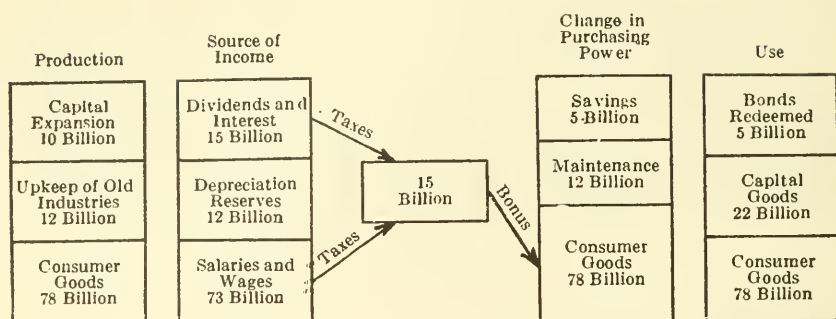 Production
Capital
Expansion
10 Billion
Upkeep of Old
Industries
12 Billion
Consumer
Goods
78 Billion
Source of
Income
Dividends and
Interest
15 Billion
Depreciation
Reserves
12 Billion
Salaries and
Wages
73 Billion
Taxes
Taxes
15
Billion
Bonus
Change in
Purchasing
Power
Savings
5 Billion
Maintenance
12 Billion
Consumer
Goods
78 Billion
Use
Bonds
Redeemed
5 Billion
Capital
Goods
22 Billion
Consumer
Goods
78 Billion